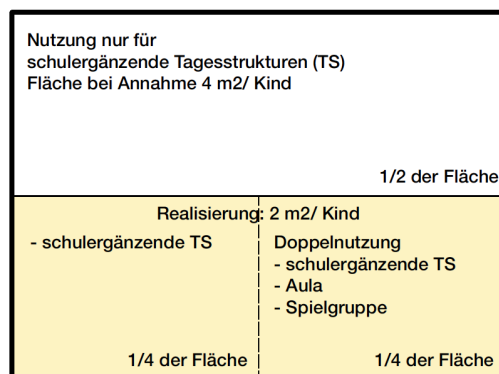 Nutzung nur für
schulergänzende Tagesstrukturen (TS)
Fläche bei Annahme 4 m2/ Kind
1/2 der Fläche
Realisierung: 2 m2/ Kind
- schulergänzende TS
1/4 der Fläche
Doppelnutzung
- schulergänzende TS
- Aula
- Spielgruppe
1/4 der Fläche